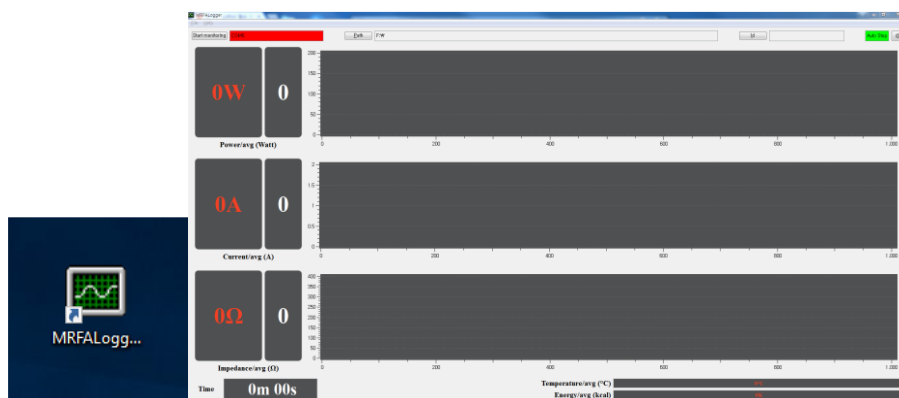 MRFALogger
Start monitoring
Path
F/W
0W 0
200
150
100
50
0
0 200 400 600 800 1.000
Power/avg (Watt)
0A 0
2
1.5
1
0.5
0
0 200 400 600 800 1.000
Current/avg (A)
0Ω 0
400
350
300
250
200
150
100
50
0
0 200 400 600 800 1.000
Impedance/avg (Ω)
Time 0m 00s
Temperature/avg (°C)
Energy/avg (kcal)
MRFALogg...